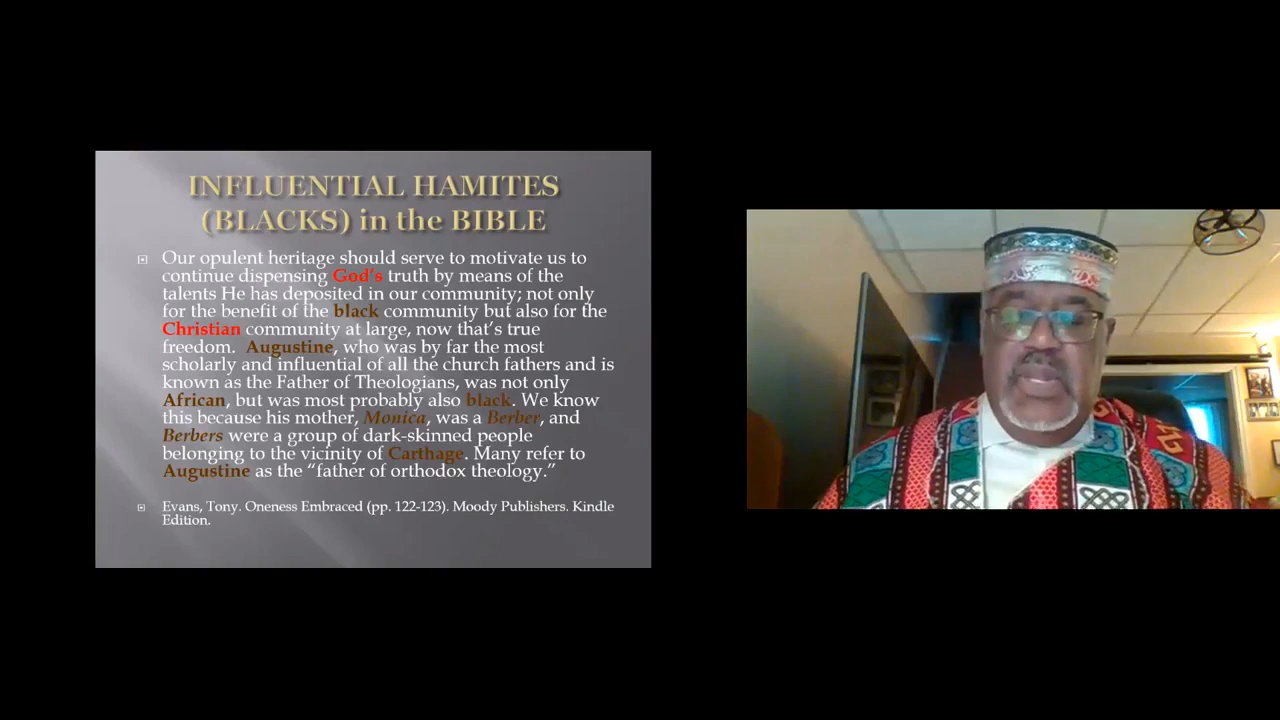 INFLUENTIAL HAMITES
(BLACKS) in the BIBLE
Our opulent heritage should serve to motivate us to
continue dispensing God's truth by means of the
talents He has deposited in our community; not only
for the benefit of the black community but also for the
Christian community at large, now that's true
freedom. Augustine, who was by far the most
scholarly and influential of all the church fathers and is
known as the Father of Theologians, was not only
African, but was most probably also black. We know
this because his mother, Monica, was a Berber, and
Berbers were a group of dark-skinned people
belonging to the vicinity of Carthage. Many refer to
Augustine as the “father of orthodox theology.”
Evans, Tony. Oneness Embraced (pp. 122-123). Moody Publishers. Kindle
Edition.